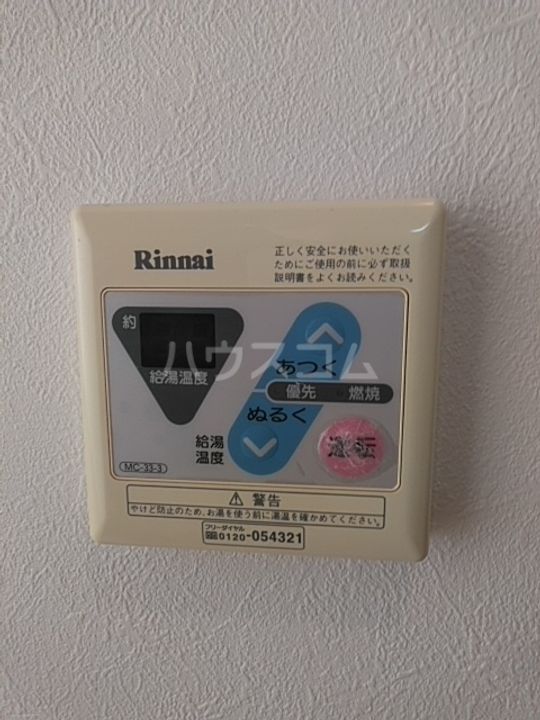 Rinnai
正しく安全にお使いいただく
ためにご使用の前に必ず取扱
説明書をよくお読みください。
約
給湯温度
ハウスコム
あつく
優先 燃焼
ぬるく
給湯
温度
運転
MC-33-3
警告
やけど防止のため、お湯を使う前に湯温を確かめてください。
フリーダイヤル
0120-054321